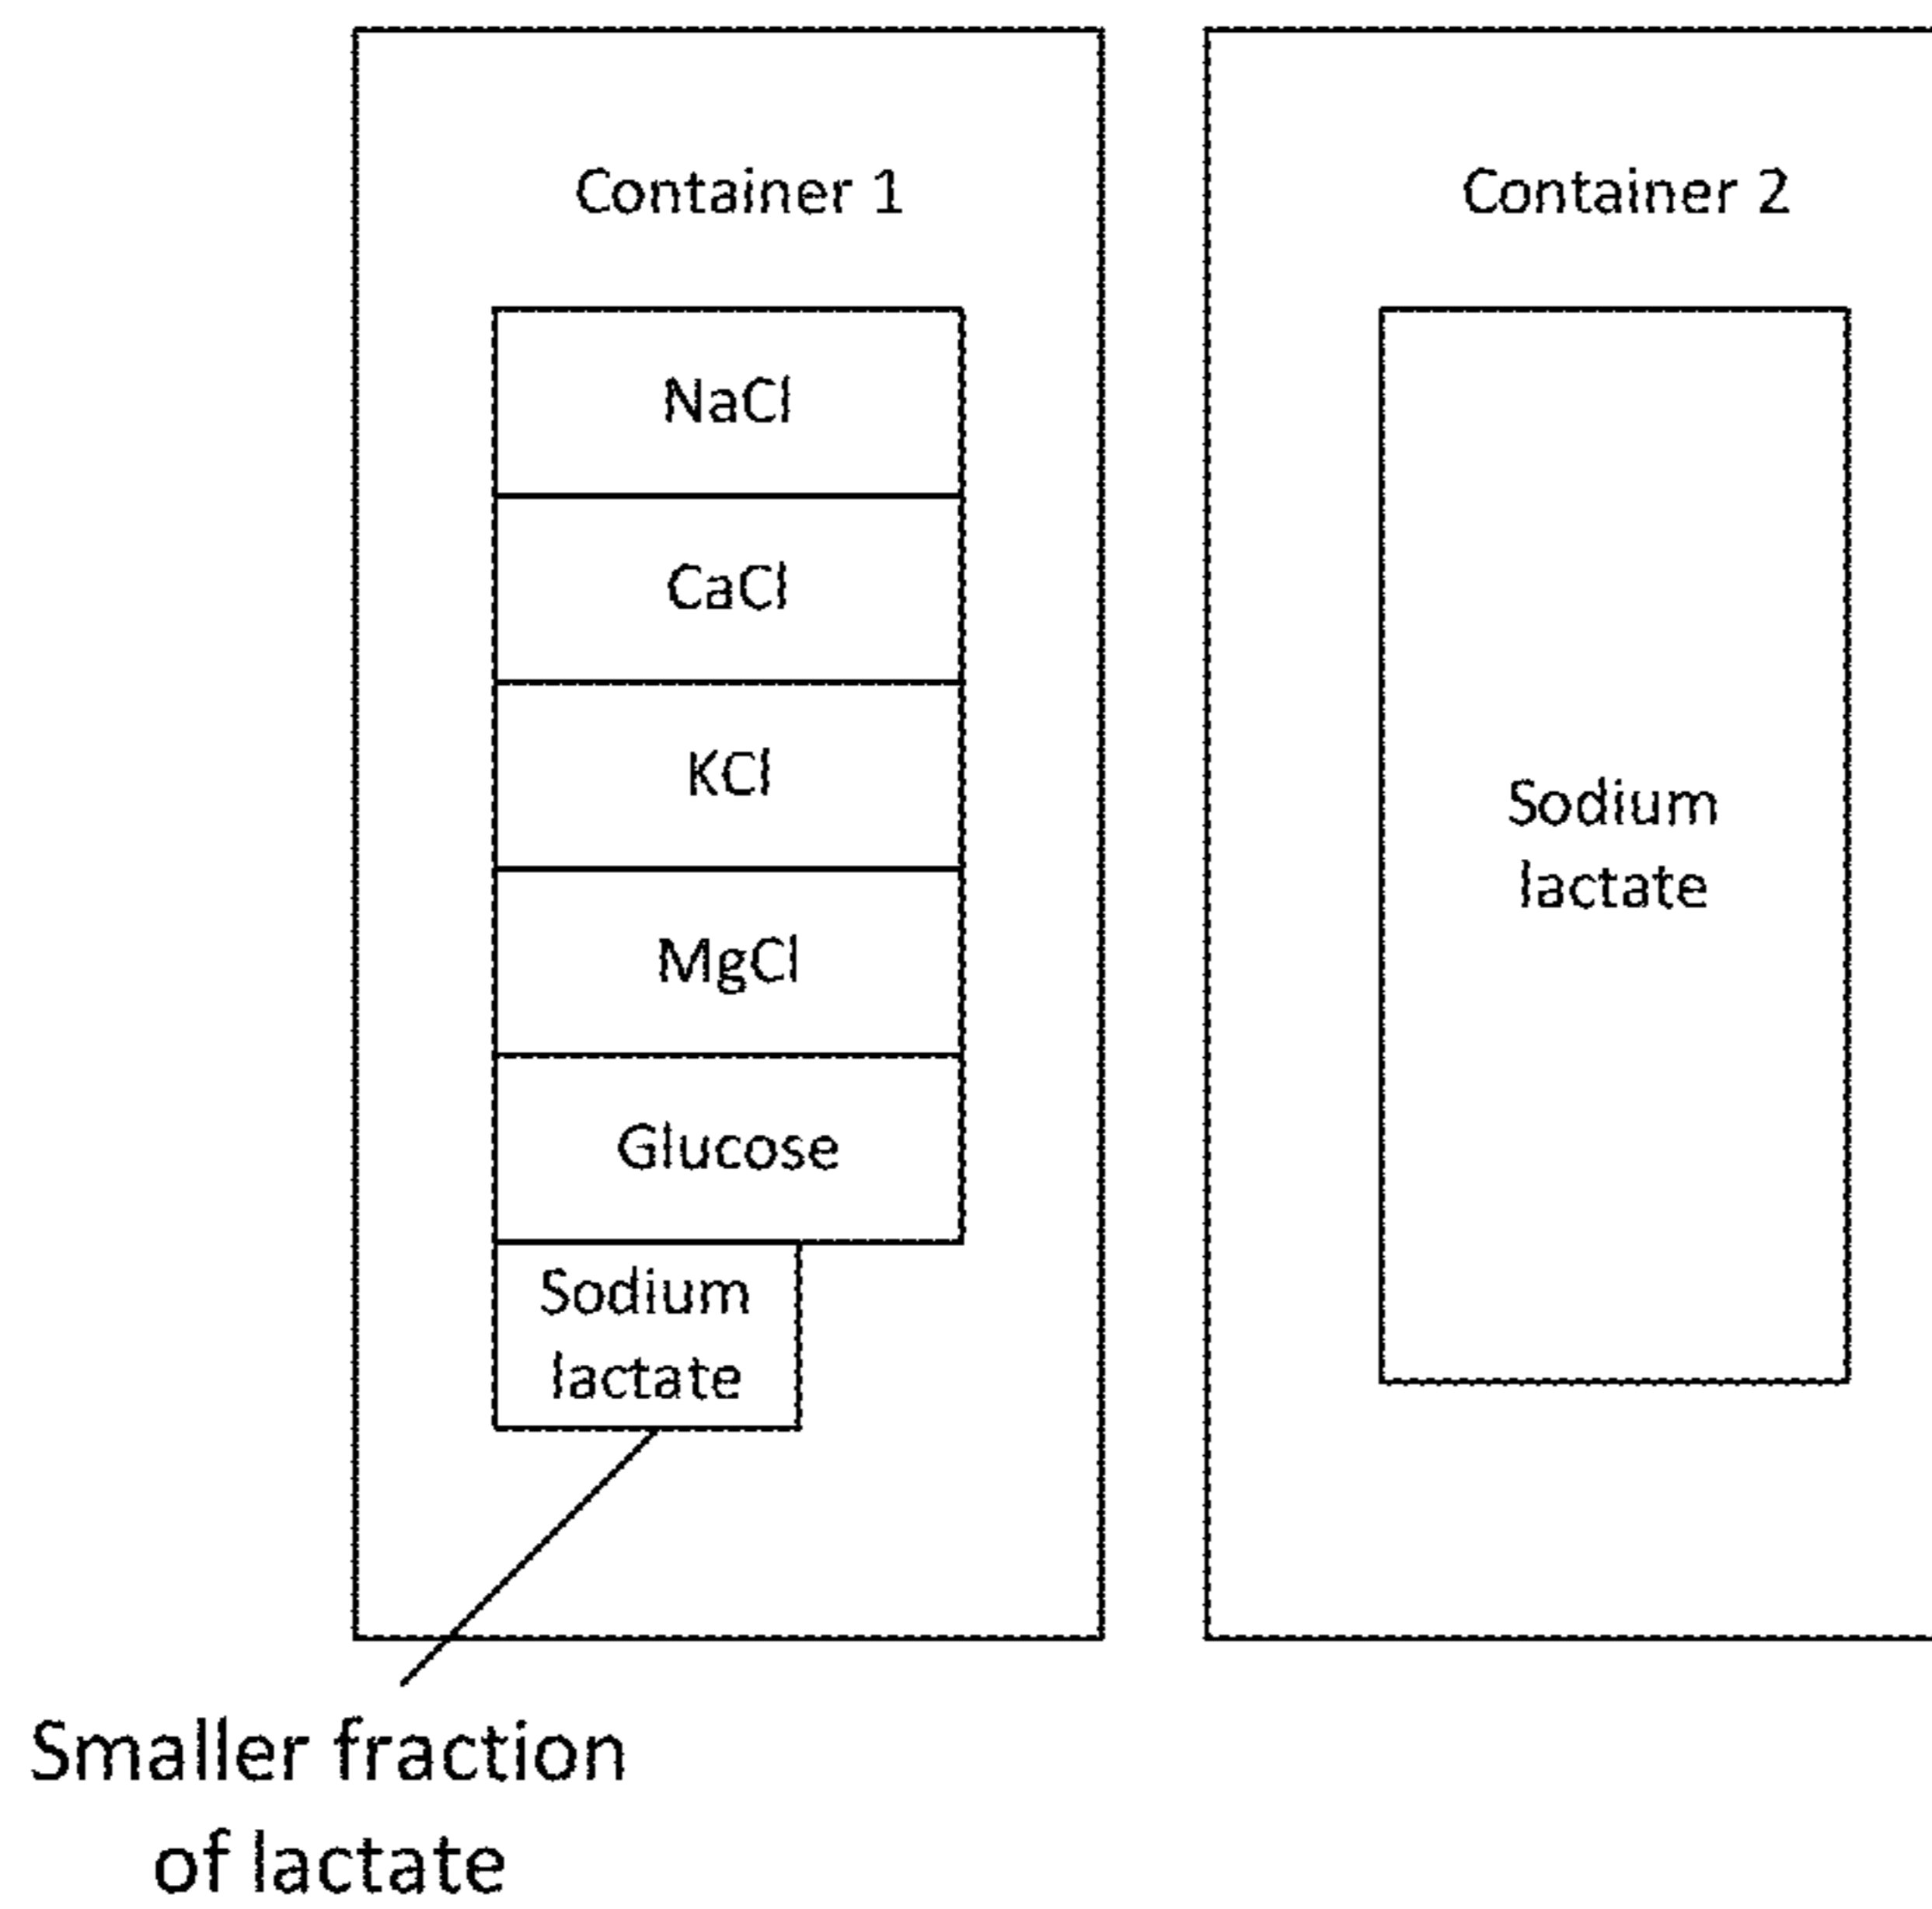 Container 1
NaCl
CaCl
KCl
MgCl
Glucose
Sodium
lactate
Smaller fraction
of lactate
Container 2
Sodium
lactate